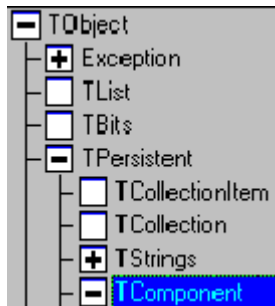 TObject
Exception
TList
TBits
TPersistent
TCollectionItem
TCollection
TStrings
TComponent